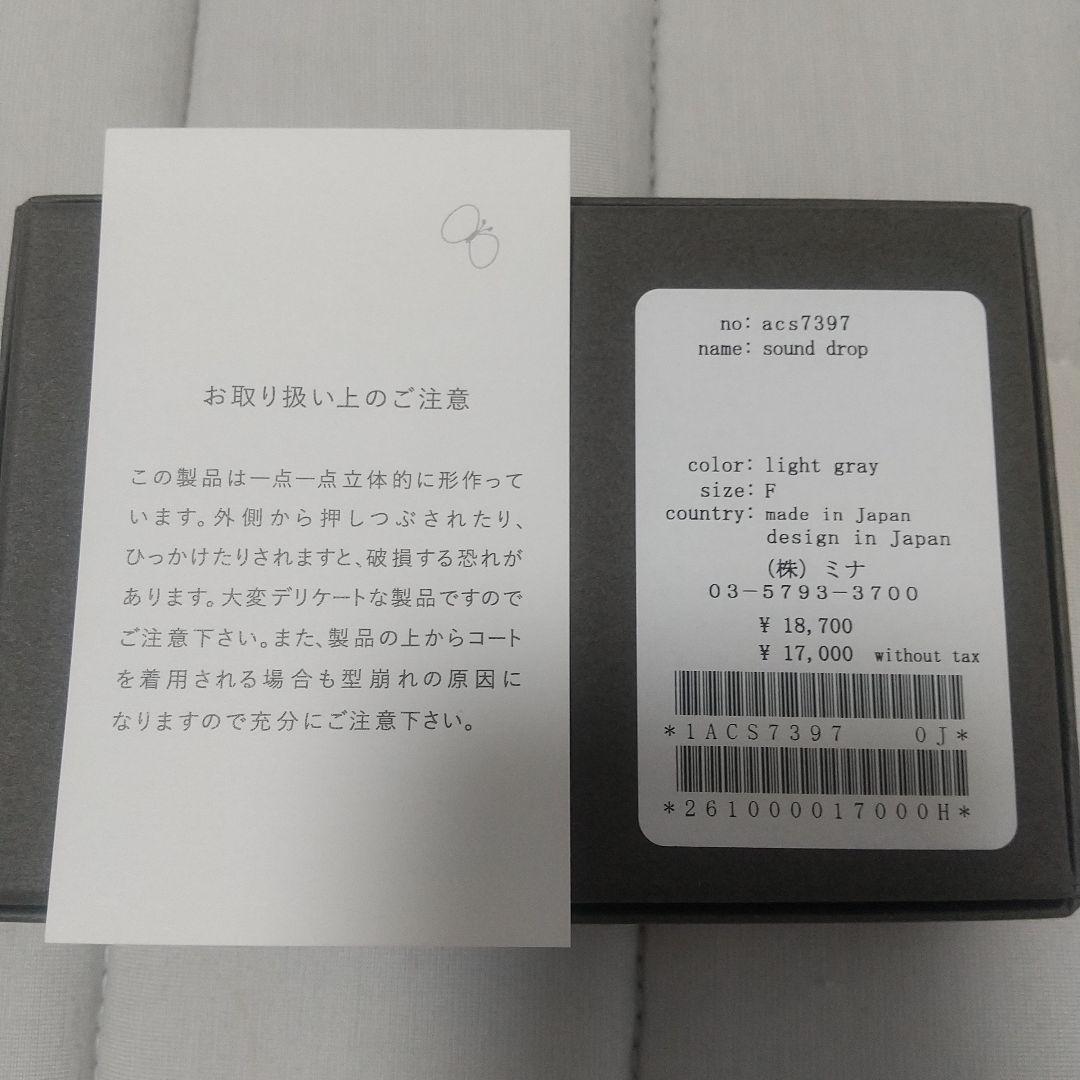 お取り扱い上のご注意
この製品は一点一点立体的に形作って
います。外側から押しつぶされたり、
ひっかけたりされますと、破損する恐れが
あります。大変デリケートな製品ですので
ご注意下さい。また、製品の上からコート
を着用される場合も型崩れの原因に
なりますので充分にご注意下さい。
no: acs7397
name: sound drop
color: light gray
size: F
country: made in Japan
design in Japan
(株) ミナ
03-5793-3700
¥ 18,700
¥ 17,000 without tax
*1ACS7397 0J*
*261000017000H*